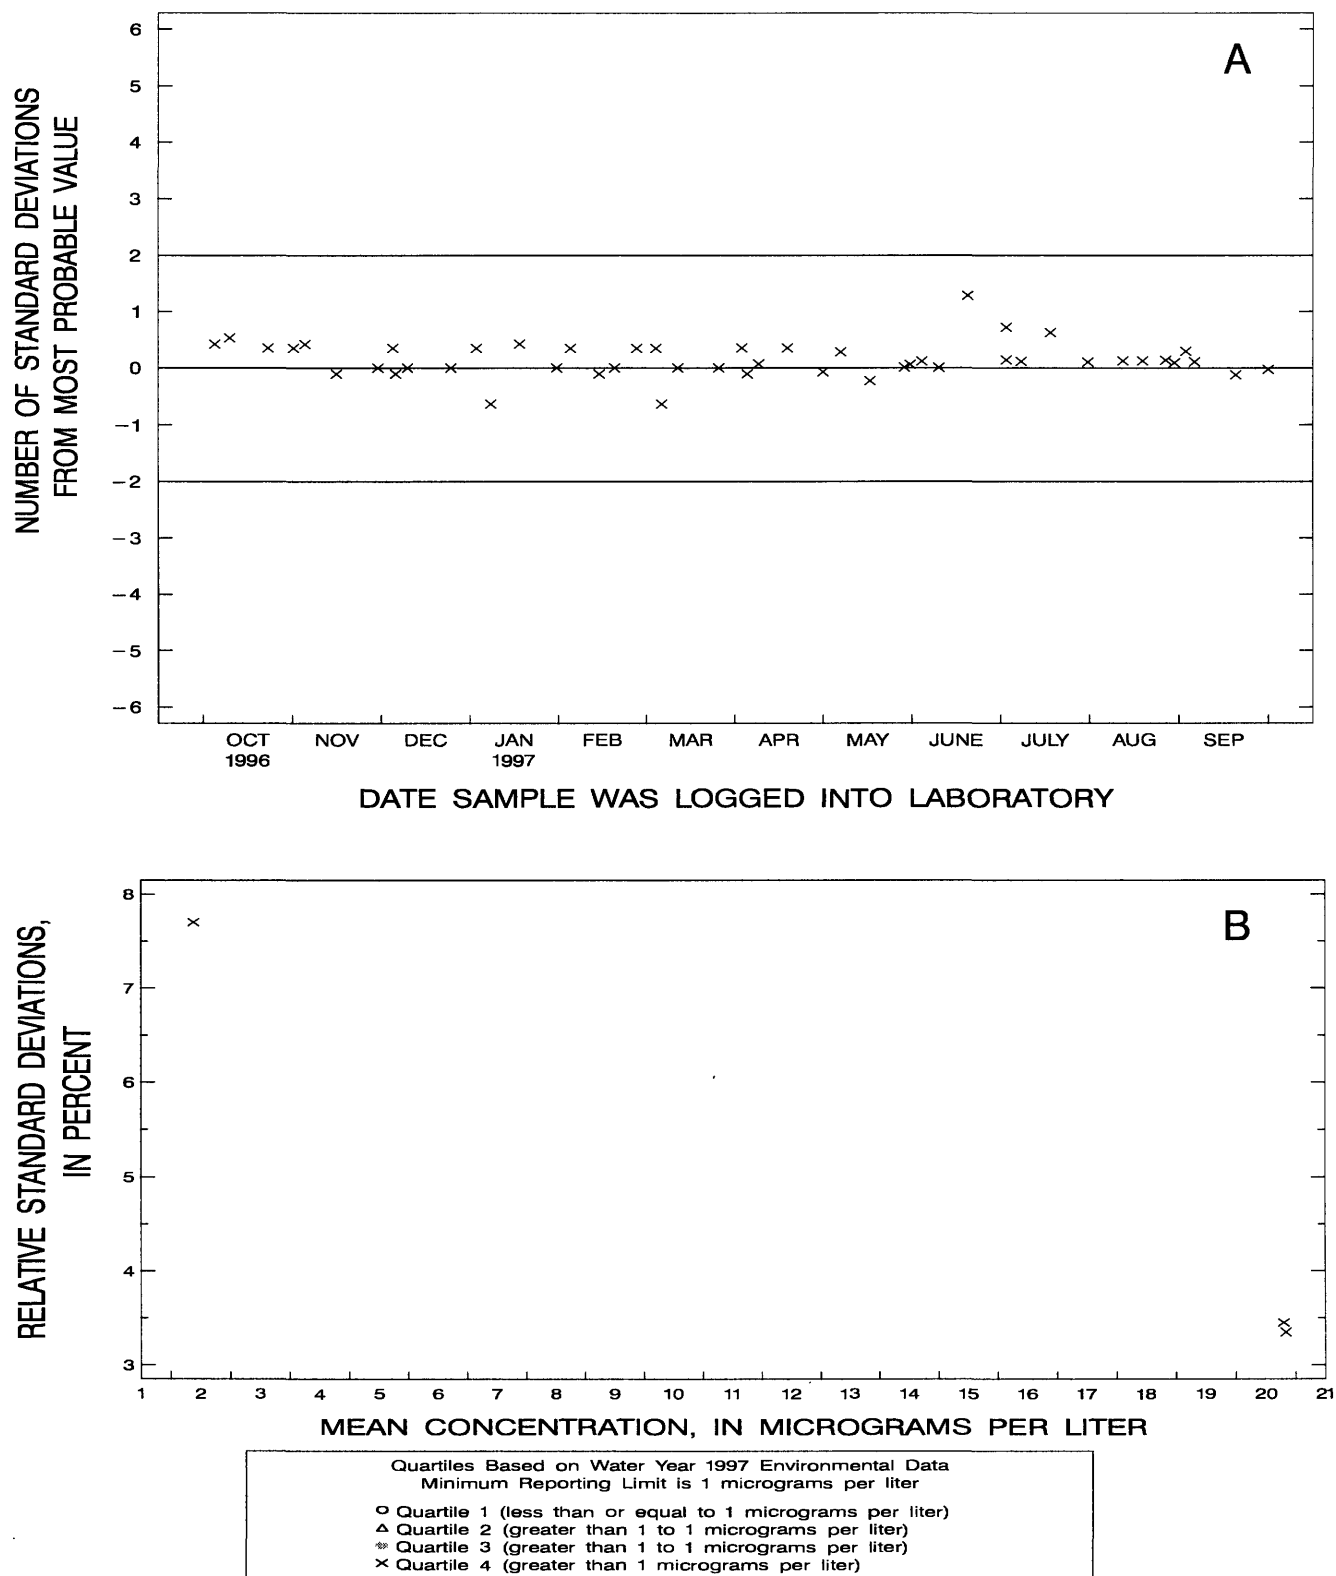 A
NUMBER OF STANDARD DEVIATIONS
FROM MOST PROBABLE VALUE
6
5
4
3
2
1
0
−1
−2
−3
−4
−5
−6
OCT NOV DEC JAN FEB MAR APR MAY JUNE JULY AUG SEP
1996 1997
DATE SAMPLE WAS LOGGED INTO LABORATORY
B
RELATIVE STANDARD DEVIATIONS,
IN PERCENT
8
7
6
5
4
3
1 2 3 4 5 6 7 8 9 10 11 12 13 14 15 16 17 18 19 20 21
MEAN CONCENTRATION, IN MICROGRAMS PER LITER
Quartiles Based on Water Year 1997 Environmental Data
Minimum Reporting Limit is 1 micrograms per liter
Quartile 1 (less than or equal to 1 micrograms per liter)
Quartile 2 (greater than 1 to 1 micrograms per liter)
Quartile 3 (greater than 1 to 1 micrograms per liter)
Quartile 4 (greater than 1 micrograms per liter)